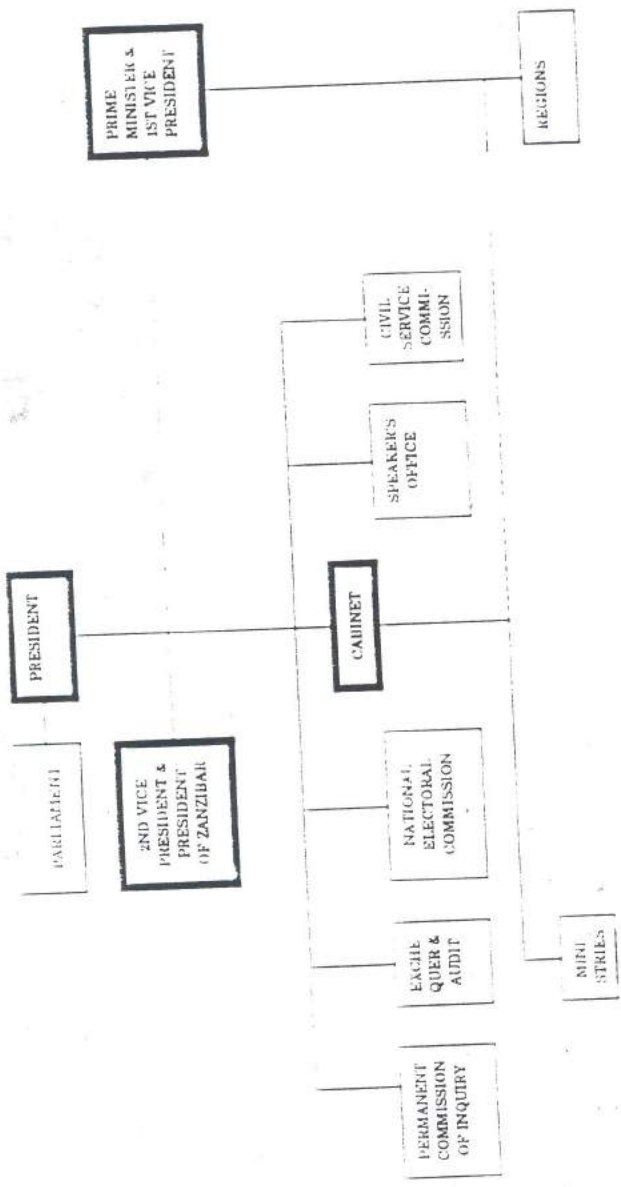 PRESIDENT
PARLIAMENT
2ND VICE
PRESIDENT &
PRESIDENT
OF ZANZIBAR
PRIME
MINISTER &
1ST VICE
PRESIDENT
CABINET
PERMANENT
COMMISSION
OF INQUIRY
EXCHE
QUER &
AUDIT
NATIONAL
ELECTORAL
COMMISSION
SPEAKER'S
OFFICE
CIVIL
SERVICE
COMMI-
SSION
MINI
STRIES
REGIONS